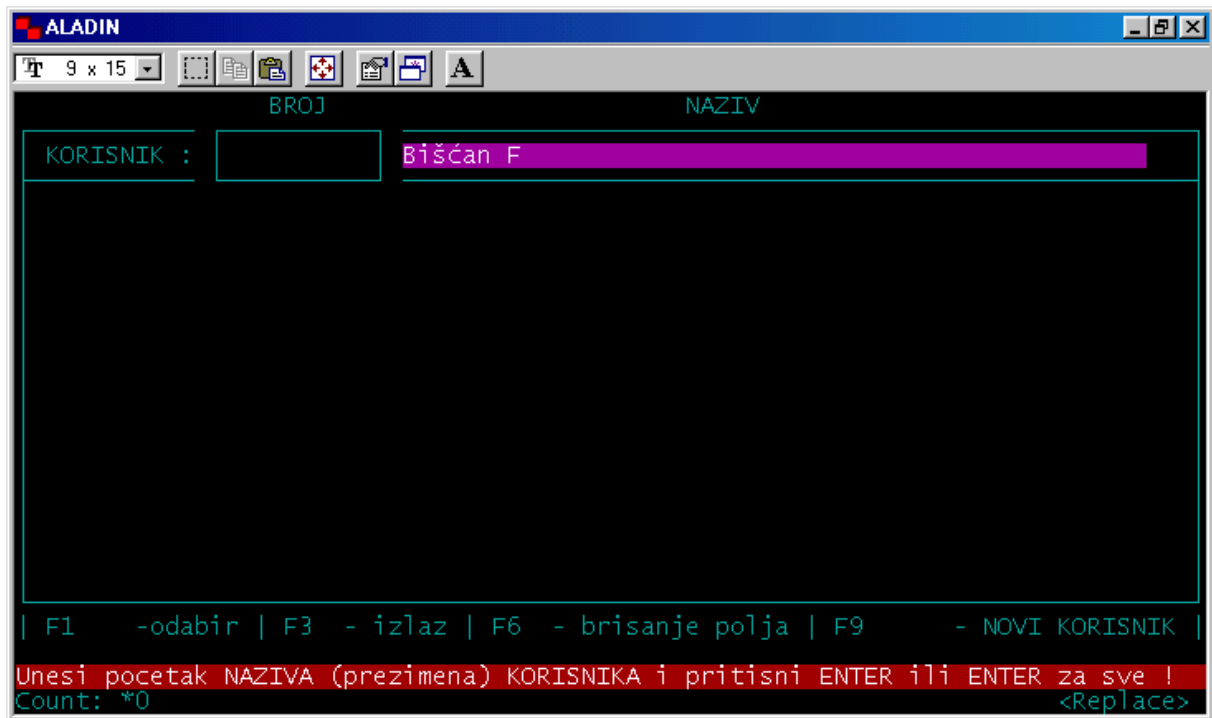 ALADIN
9 x 15
BROJ NAZIV
KORISNIK : Bišćan F
| F1 -odabir | F3 - izlaz | F6 - brisanje polja | F9 - NOVI KORISNIK |
Unesi pocetak NAZIVA (prezimena) KORISNIKA i pritisni ENTER ili ENTER za sve !
Count: *0 <Replace>